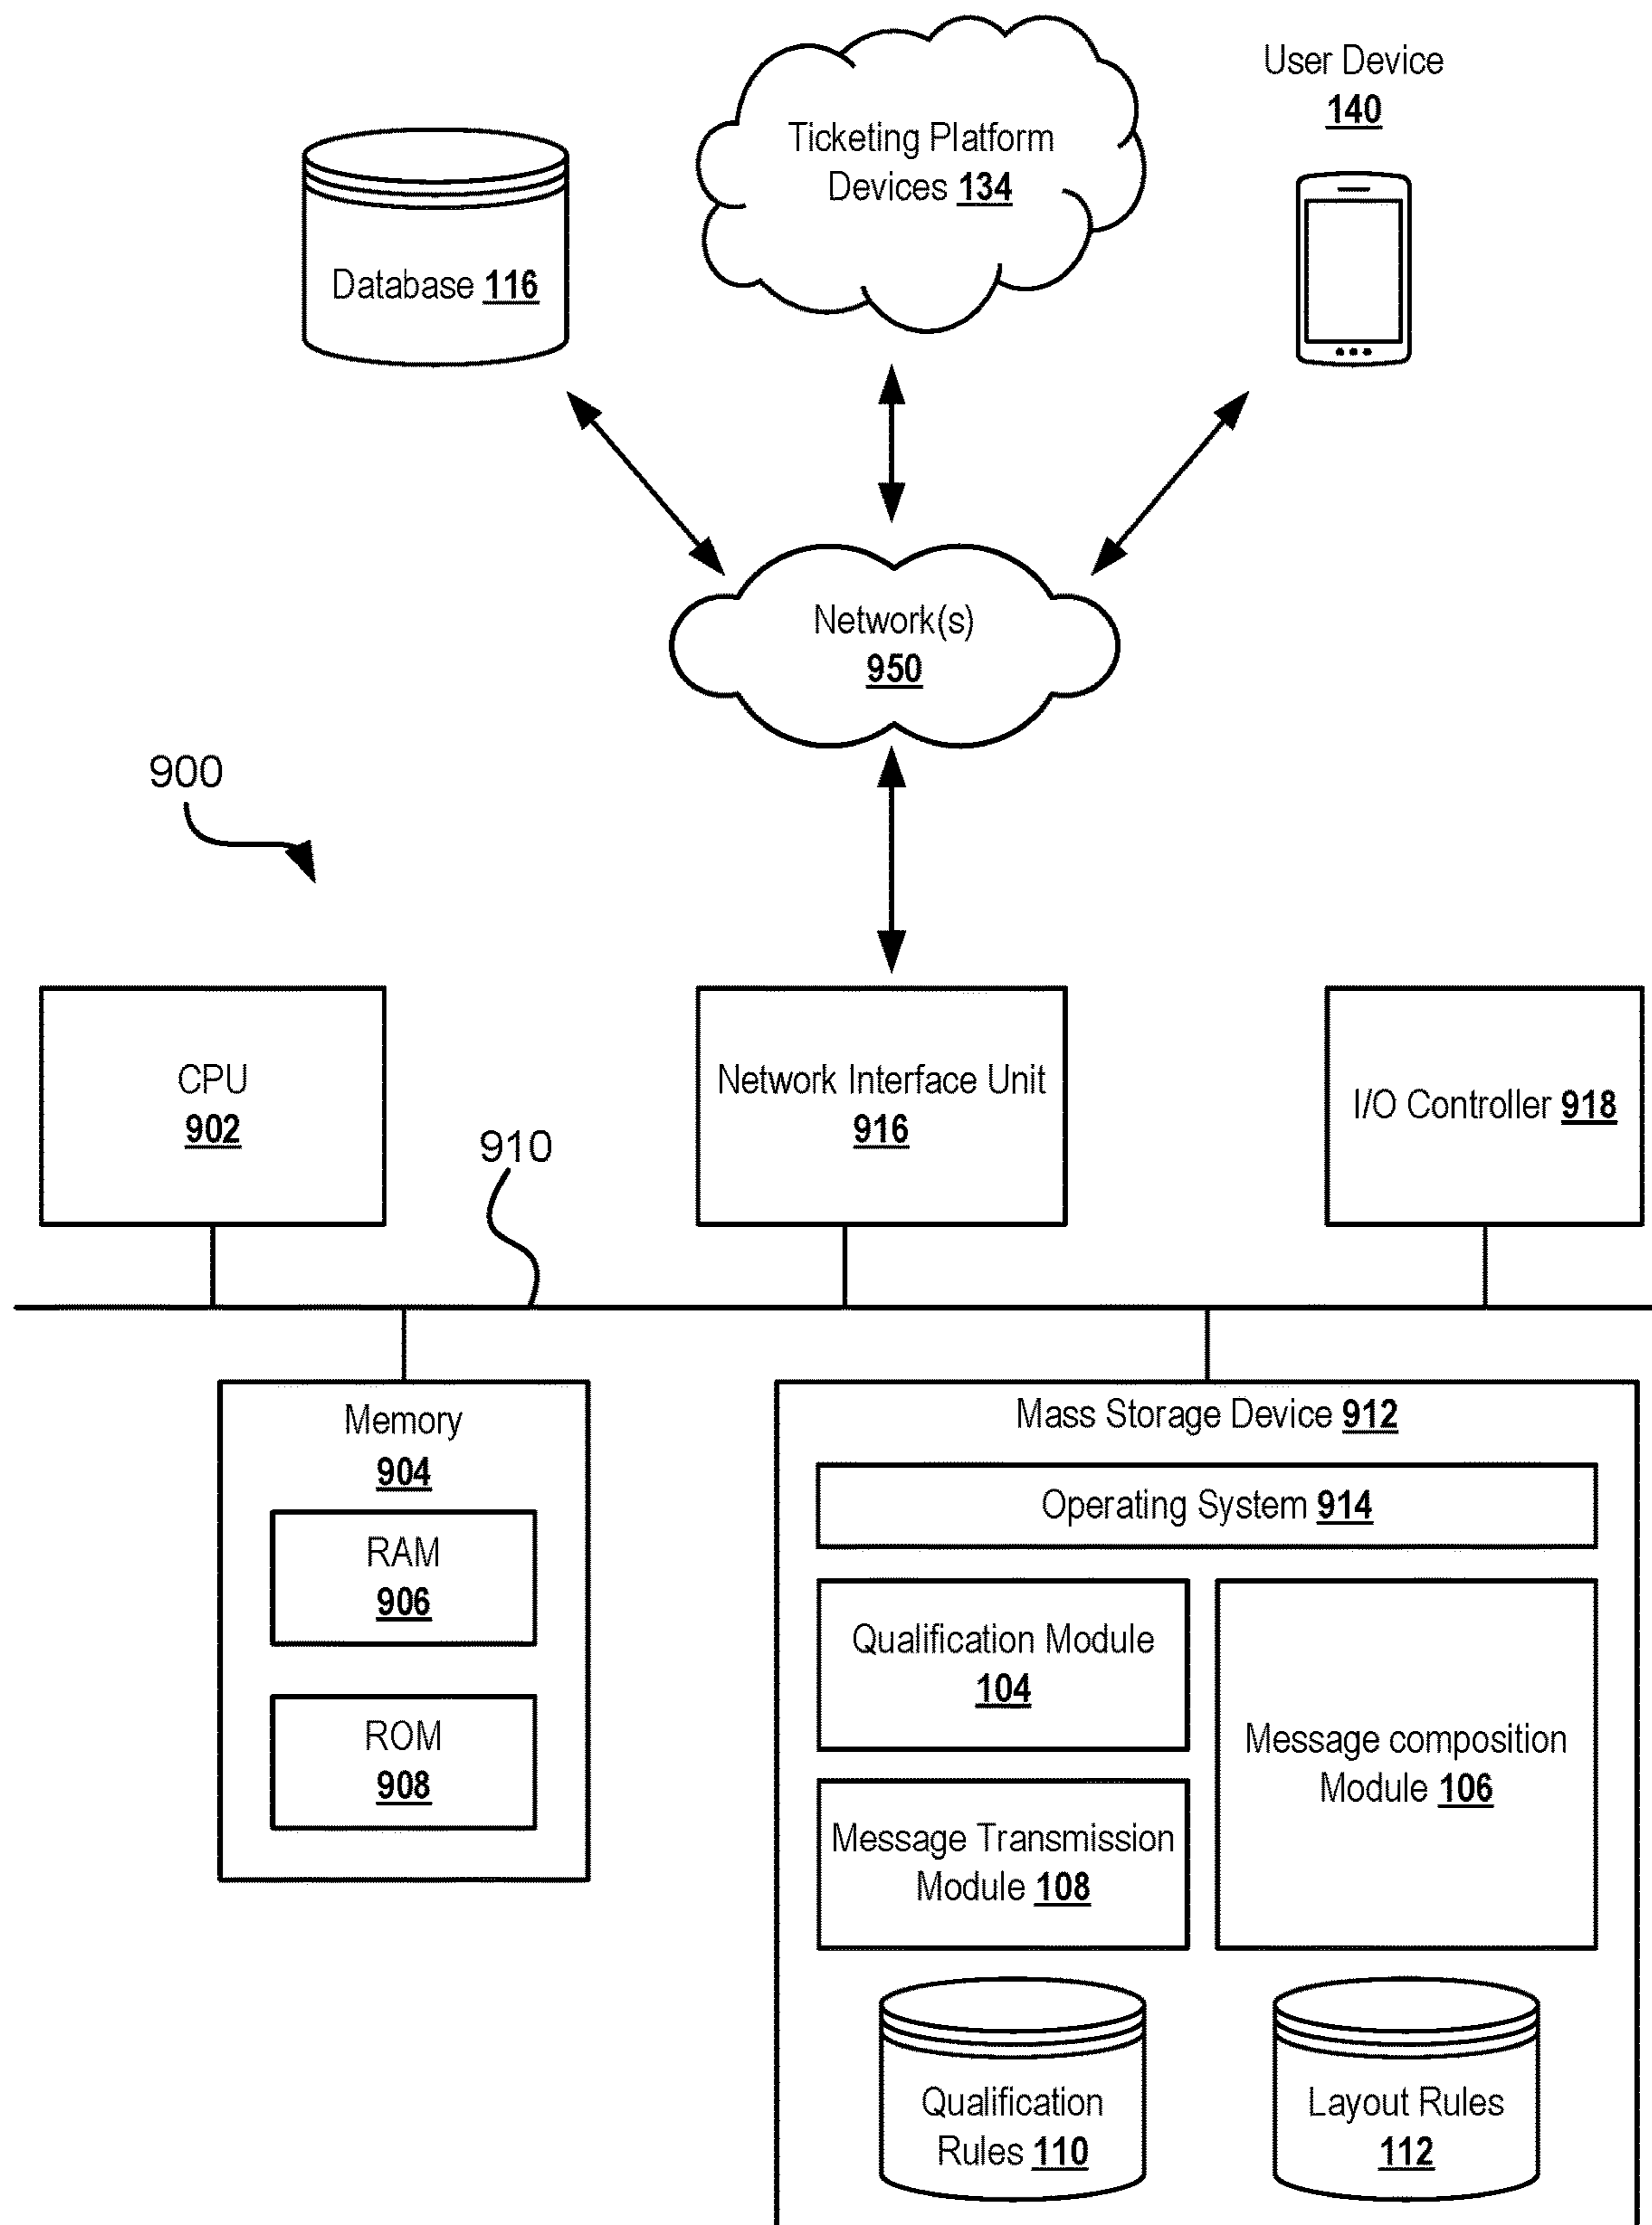 User Device
140
Ticketing Platform
Devices 134
Database 116
Network(s)
950
900
CPU
902
Network Interface Unit
916
I/O Controller 918
910
Memory
904
RAM
906
ROM
908
Mass Storage Device 912
Operating System 914
Qualification Module
104
Message composition
Module 106
Message Transmission
Module 108
Qualification
Rules 110
Layout Rules
112